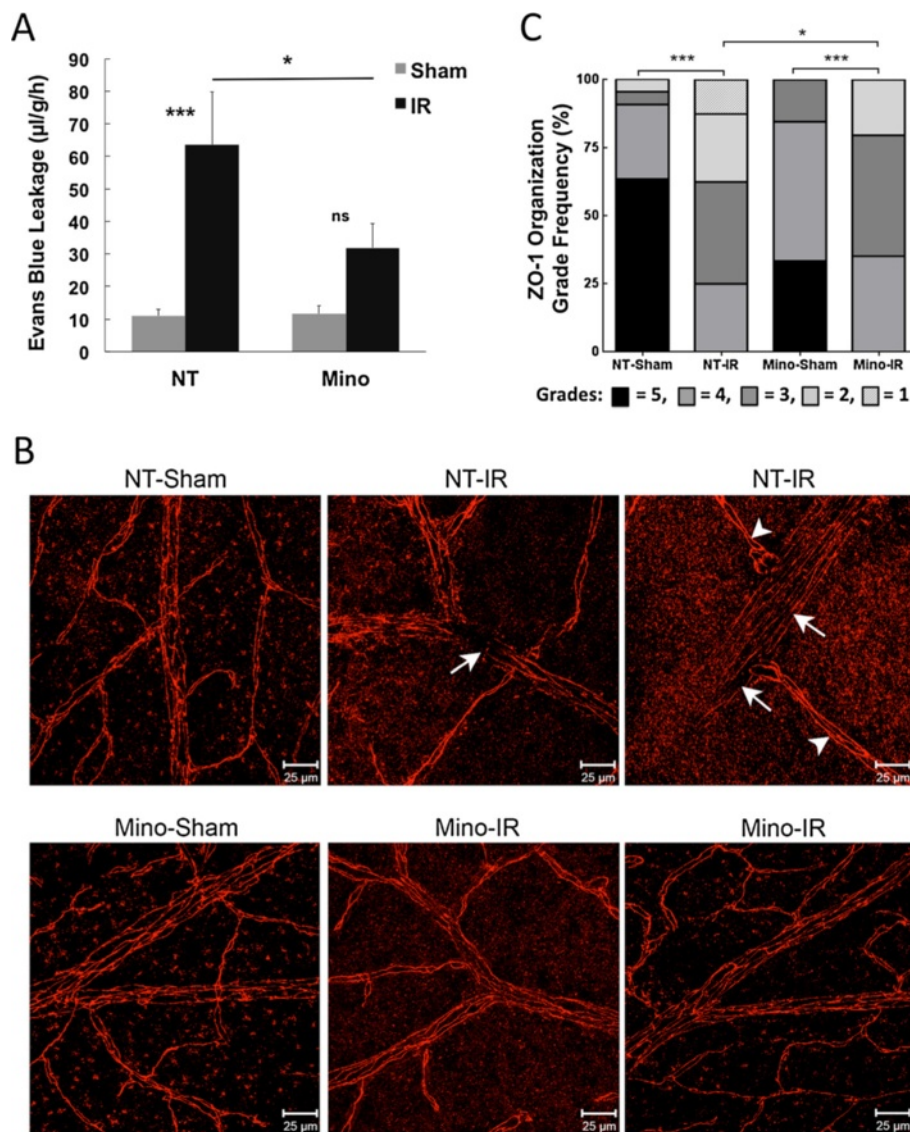 A
Evans Blue Leakage (µl/g/h)
90
80
70
60
50
40
30
20
10
0
***
*
ns
Sham
IR
NT
Mino
C
ZO-1 Organization
Grade Frequency (%)
100
75
50
25
0
***
*
***
NT-Sham
NT-IR
Mino-Sham
Mino-IR
Grades: = 5, = 4, = 3, = 2, = 1
B
NT-Sham
NT-IR
NT-IR
25 µm
25 µm
25 µm
Mino-Sham
Mino-IR
Mino-IR
25 µm
25 µm
25 µm